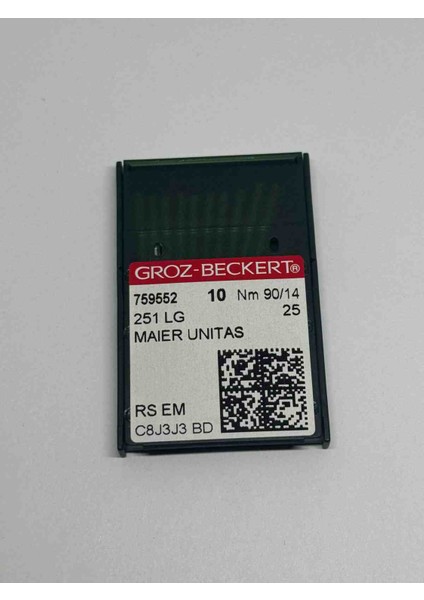 GROZ-BECKERT®
759552 10 Nm 90/14
251 LG 25
MAIER UNITAS
RS EM
C8J3J3 BD